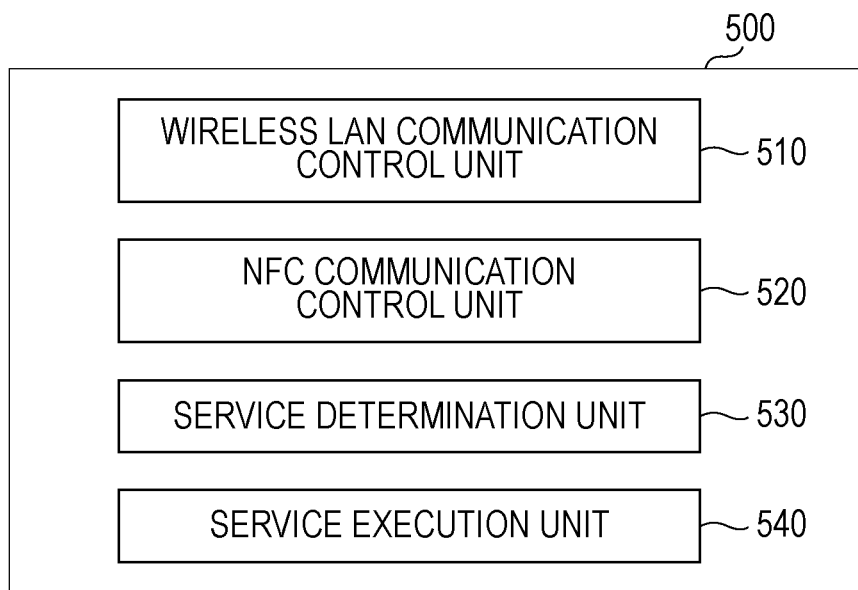 500
WIRELESS LAN COMMUNICATION
CONTROL UNIT
510
NFC COMMUNICATION
CONTROL UNIT
520
SERVICE DETERMINATION UNIT
530
SERVICE EXECUTION UNIT
540